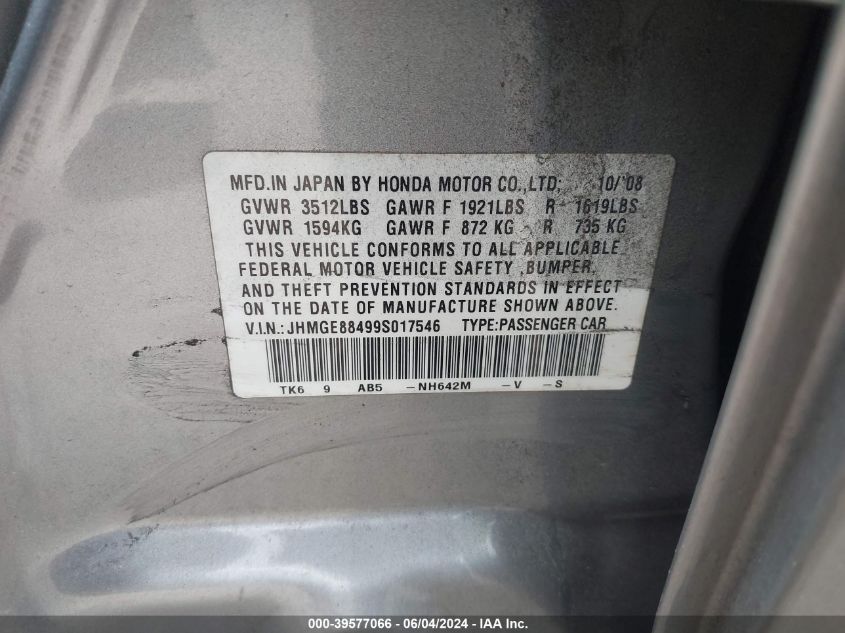 MFD.IN JAPAN BY HONDA MOTOR CO.,LTD; 10/'08
GVWR 3512LBS GAWR F 1921LBS R 1619LBS
GVWR 1594KG GAWR F 872 KG R 735 KG
THIS VEHICLE CONFORMS TO ALL APPLICABLE
FEDERAL MOTOR VEHICLE SAFETY ,BUMPER,
AND THEFT PREVENTION STANDARDS IN EFFECT
ON THE DATE OF MANUFACTURE SHOWN ABOVE.
V.I.N.:JHMGE88499S017546 TYPE:PASSENGER CAR
TK6 9 AB5 -NH642M -V -S
000-39577066 - 06/04/2024 - IAA Inc.